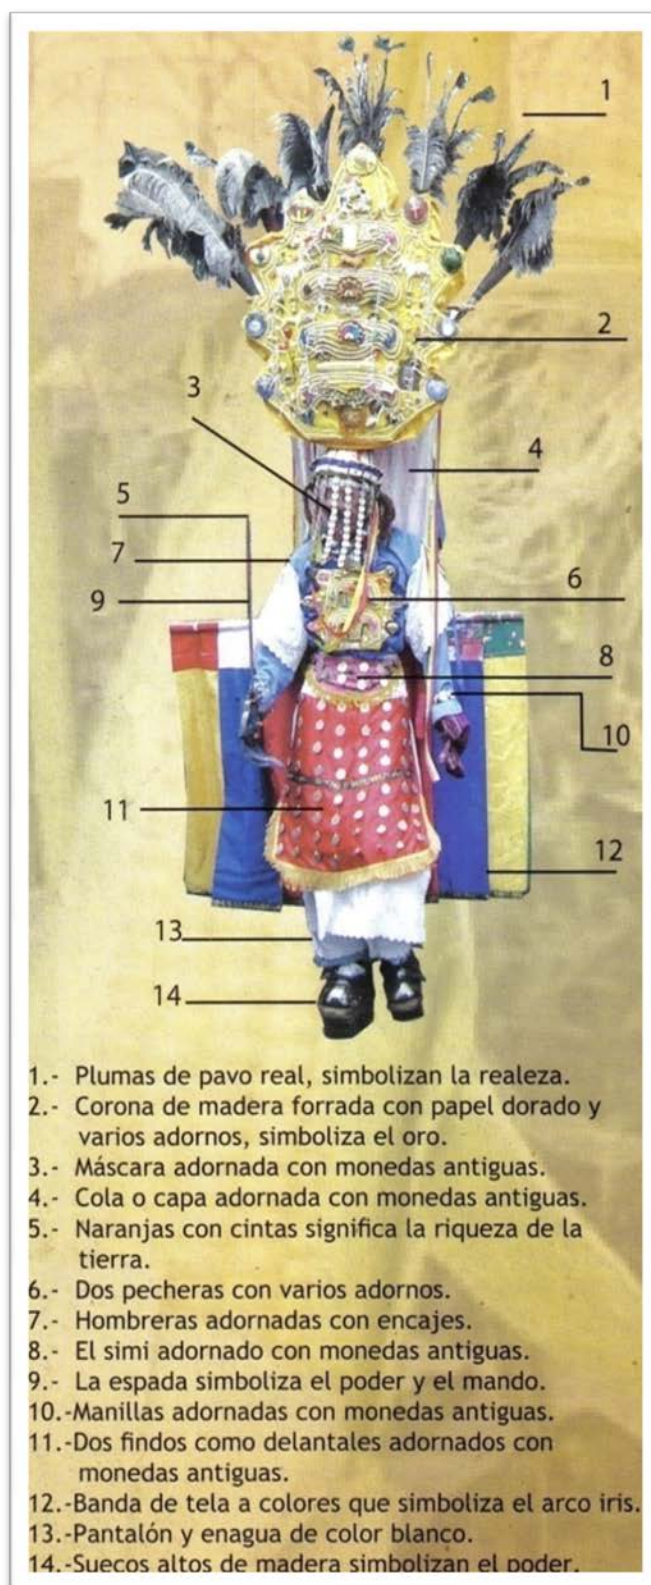 1
2
3
4
5
7
6
9
8
10
11
12
13
14
1.- Plumas de pavo real, simbolizan la realeza.
2.- Corona de madera forrada con papel dorado y
varios adornos, simboliza el oro.
3.- Máscara adornada con monedas antiguas.
4.- Cola o capa adornada con monedas antiguas.
5.- Naranjas con cintas significa la riqueza de la
tierra.
6.- Dos pecheras con varios adornos.
7.- Hombreras adornadas con encajes.
8.- El simi adornado con monedas antiguas.
9.- La espada simboliza el poder y el mando.
10.-Manillas adornadas con monedas antiguas.
11.-Dos findos como delantales adornados con
monedas antiguas.
12.-Banda de tela a colores que simboliza el arco iris.
13.-Pantalón y enagua de color blanco.
14.-Suecos altos de madera simbolizan el poder.